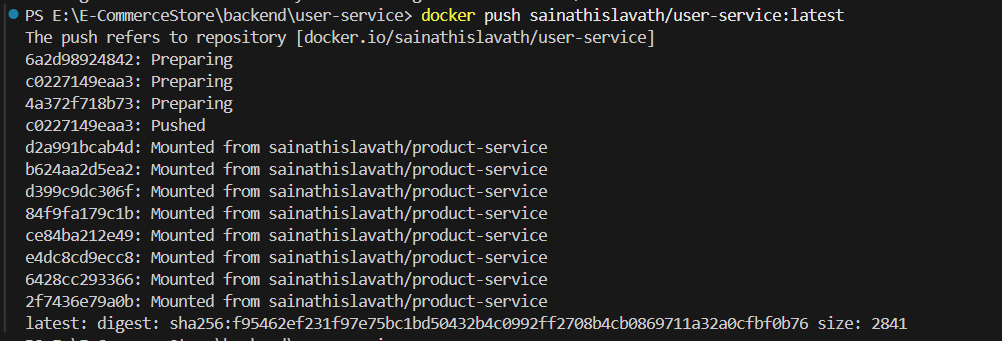 PS E:\E-CommerceStore\backend\user-service> docker push sainathislavath/user-service:latest
The push refers to repository [docker.io/sainathislavath/user-service]
6a2d98924842: Preparing
c0227149eaa3: Preparing
4a372f718b73: Preparing
c0227149eaa3: Pushed
d2a991bcab4d: Mounted from sainathislavath/product-service
b624aa2d5ea2: Mounted from sainathislavath/product-service
d399c9dc306f: Mounted from sainathislavath/product-service
84f9fa179c1b: Mounted from sainathislavath/product-service
ce84ba212e49: Mounted from sainathislavath/product-service
e4dc8cd9ecc8: Mounted from sainathislavath/product-service
6428cc293366: Mounted from sainathislavath/product-service
2f7436e79a0b: Mounted from sainathislavath/product-service
latest: digest: sha256:f95462ef231f97e75bc1bd50432b4c0992ff2708b4cb0869711a32a0cfbf0b76 size: 2841